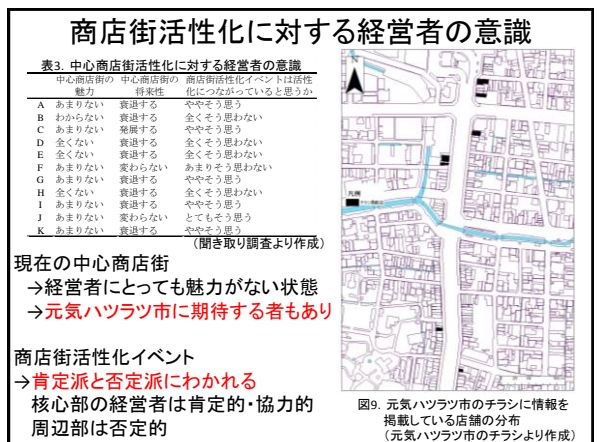 商店街活性化に対する経営者の意識
表3. 中心商店街活性化に対する経営者の意識
中心商店街の 中心商店街の 商店街活性化イベントは活性
魅力 将来性 化につながっていると思うか
A あまりない 衰退する ややそう思う
B わからない 衰退する 全くそう思わない
C あまりない 発展する ややそう思う
D 全くない 衰退する 全くそう思わない
E 全くない 衰退する 全くそう思わない
F あまりない 変わらない あまりそう思わない
G あまりない 衰退する ややそう思う
H 全くない 衰退する 全くそう思わない
I あまりない 衰退する ややそう思う
J あまりない 変わらない とてもそう思う
K あまりない 衰退する ややそう思う
(聞き取り調査より作成)
現在の中心商店街
→経営者にとっても魅力がない状態
→元気ハツラツ市に期待する者もあり
商店街活性化イベント
→肯定派と否定派にわかれる
核心部の経営者は肯定的・協力的
周辺部は否定的
N
凡例
図9. 元気ハツラツ市のチラシに情報を
掲載している店舗の分布
(元気ハツラツ市のチラシより作成)